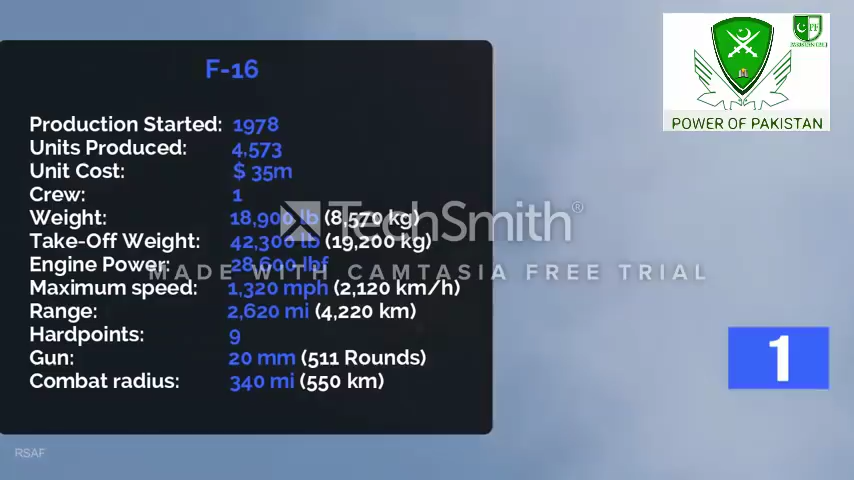 F-16
Production Started: 1978
Units Produced: 4,573
Unit Cost: $ 35m
Crew: 1
Weight: 18,900 lb (8,570 kg)
Take-Off Weight: 42,300 lb (19,200 kg)
Engine Power: 28,600 lbf
Maximum speed: 1,320 mph (2,120 km/h)
Range: 2,620 mi (4,220 km)
Hardpoints: 9
Gun: 20 mm (511 Rounds)
Combat radius: 340 mi (550 km)
TechSmith®
MADE WITH CAMTASIA FREE TRIAL
PF
POWER OF PAKISTAN
1
RSAF